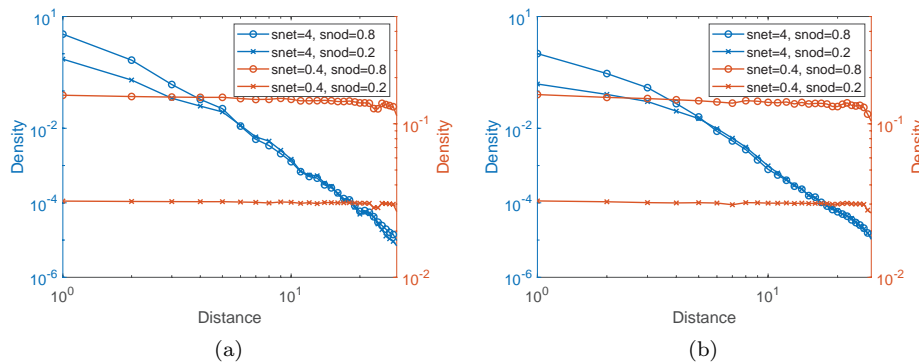 10^1
10^-2
10^-4
10^-6
Density
snet=4, snod=0.8
snet=4, snod=0.2
snet=0.4, snod=0.8
snet=0.4, snod=0.2
10^-1
10^-2
Density
10^0
10^1
Distance
(a)
10^1
10^-2
10^-4
10^-6
Density
snet=4, snod=0.8
snet=4, snod=0.2
snet=0.4, snod=0.8
snet=0.4, snod=0.2
10^-1
10^-2
Density
10^0
10^1
Distance
(b)